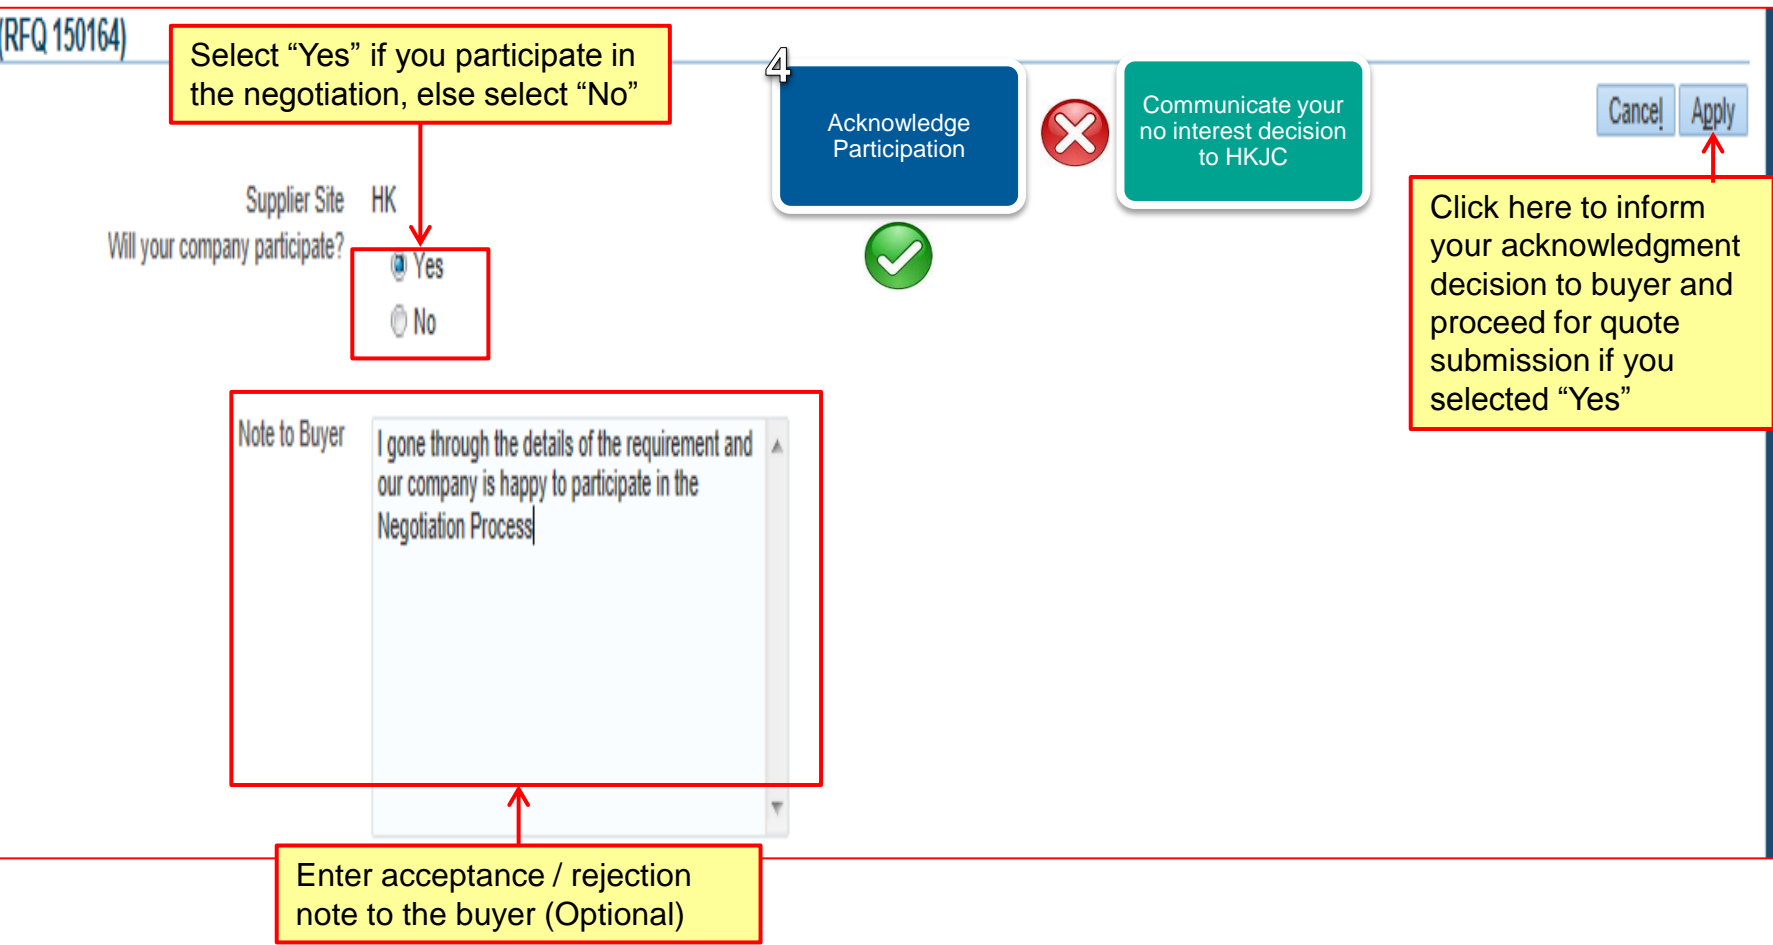 (RFQ 150164)
Select “Yes” if you participate in
the negotiation, else select “No”
4
Acknowledge
Participation
Communicate your
no interest decision
to HKJC
Cancel Apply
Click here to inform
your acknowledgment
decision to buyer and
proceed for quote
submission if you
selected “Yes”
Supplier Site HK
Will your company participate?
Yes
No
Note to Buyer
I gone through the details of the requirement and
our company is happy to participate in the
Negotiation Process
Enter acceptance / rejection
note to the buyer (Optional)